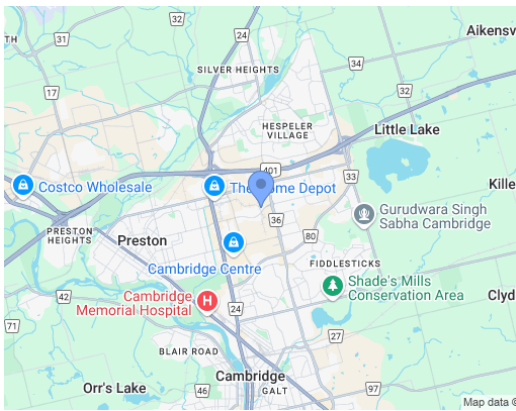 32
Aikensv
TH
31
24
34
SILVER HEIGHTS
32
17
HESPELER
VILLAGE
Little Lake
401
33
Costco Wholesale
The Home Depot
Kille
PRESTON
HEIGHTS
Preston
36
Gurudwara Singh
Sabha Cambridge
80
Cambridge Centre
FIDDLESTICKS
Shade's Mills
Conservation Area
Clyd
42
Cambridge
Memorial Hospital
H
24
71
27
BLAIR ROAD
Cambridge
Orr's Lake
46
GALT
97
Map data ©